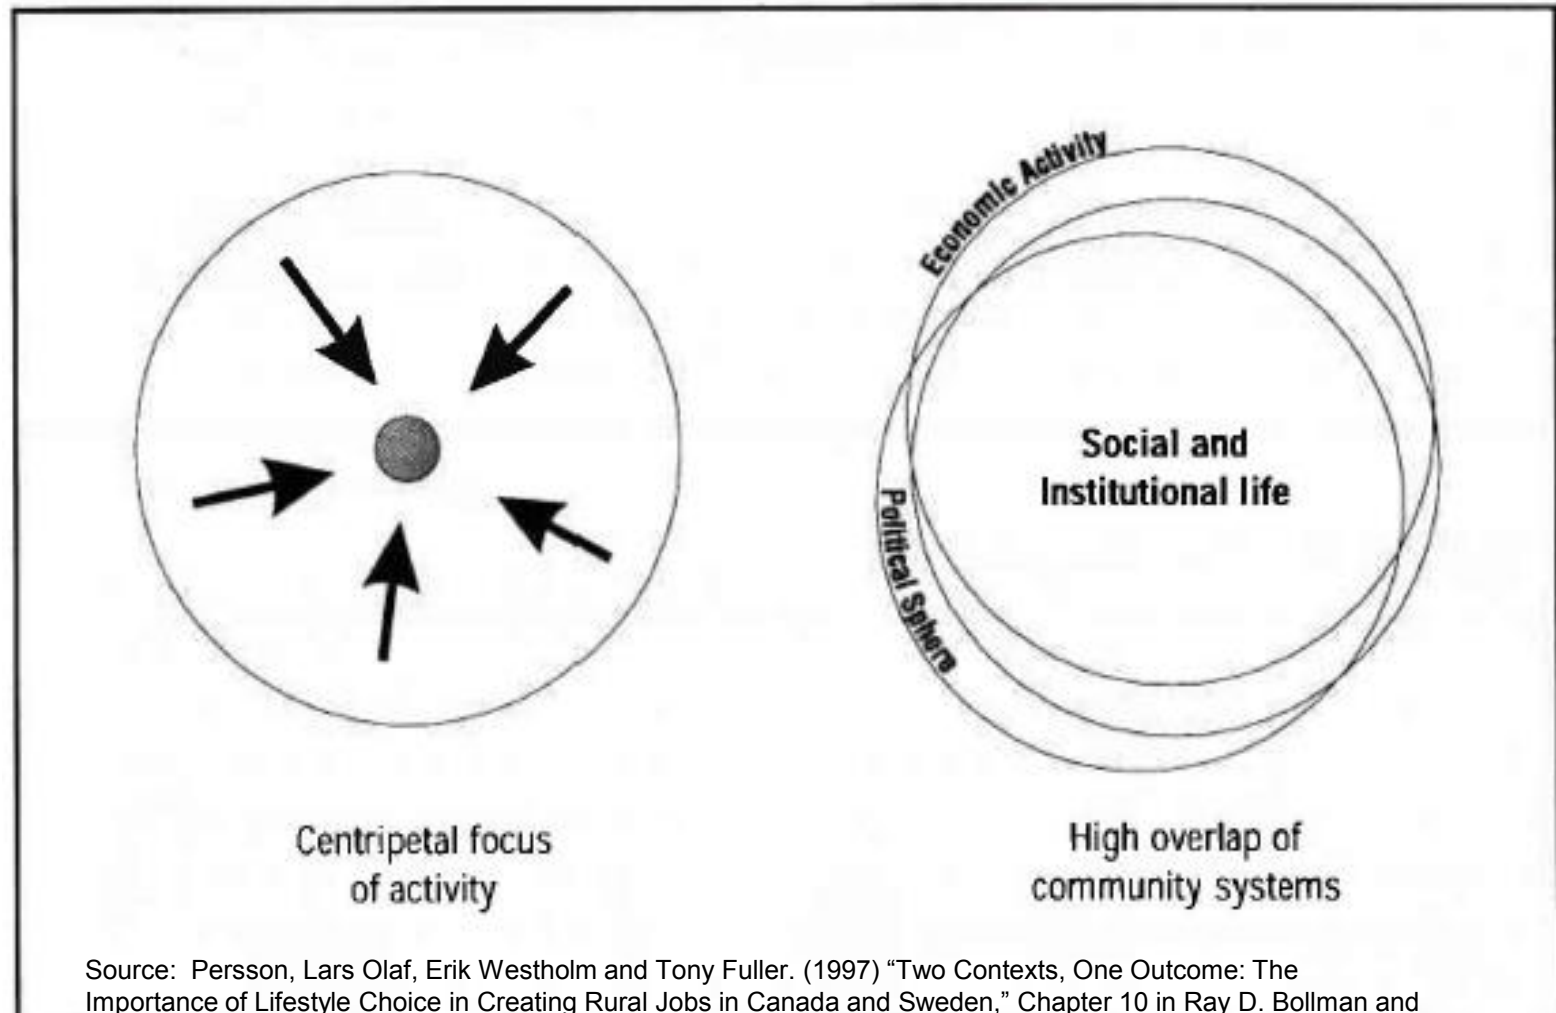 Economic Activity
Social and
Institutional life
Political Sphere
Centripetal focus
of activity
High overlap of
community systems
Source:  Persson, Lars Olaf, Erik Westholm and Tony Fuller. (1997) “Two Contexts, One Outcome: The
Importance of Lifestyle Choice in Creating Rural Jobs in Canada and Sweden,” Chapter 10 in Ray D. Bollman and